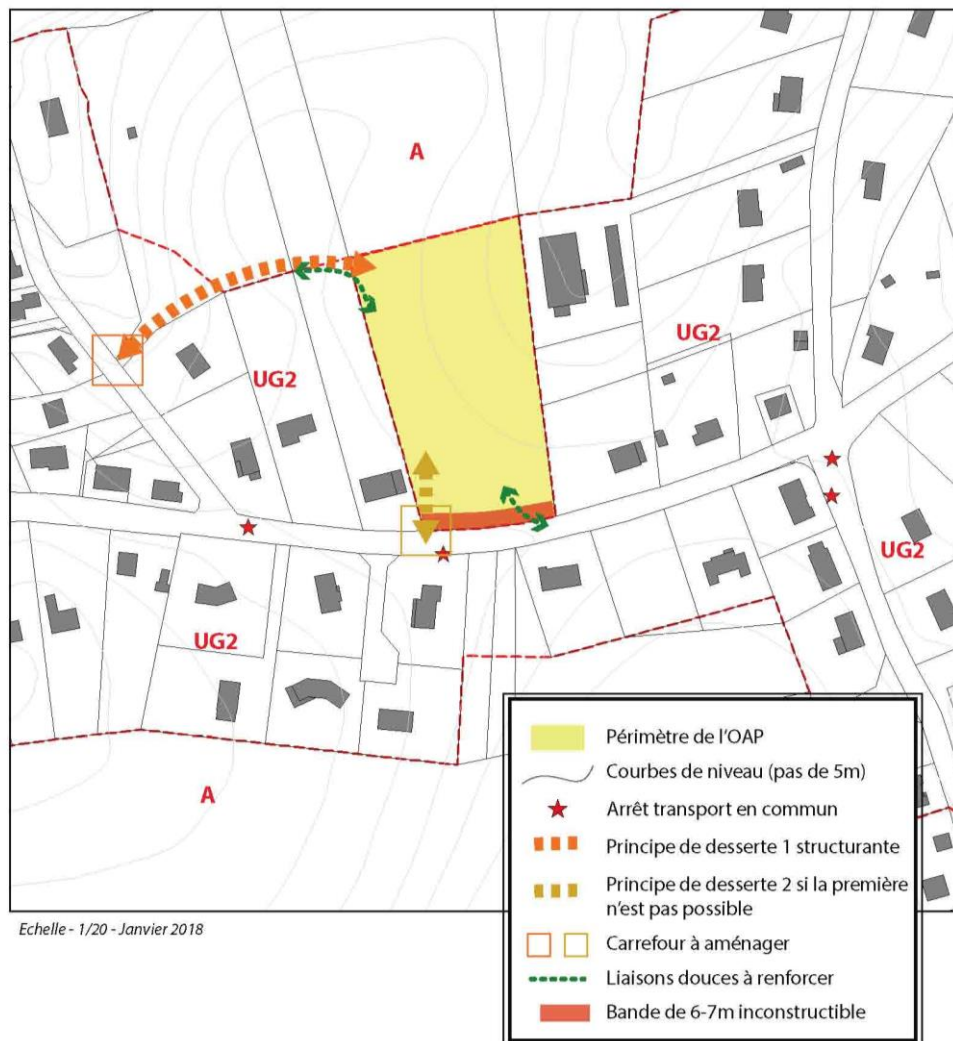 A
UG2
UG2
UG2
UG2
A
Périmètre de l'OAP
Courbes de niveau (pas de 5m)
Arrêt transport en commun
Principe de desserte 1 structurante
Principe de desserte 2 si la première
n'est pas possible
Carrefour à aménager
Liaisons douces à renforcer
Bande de 6-7m inconstructible
Echelle - 1/20 - Janvier 2018